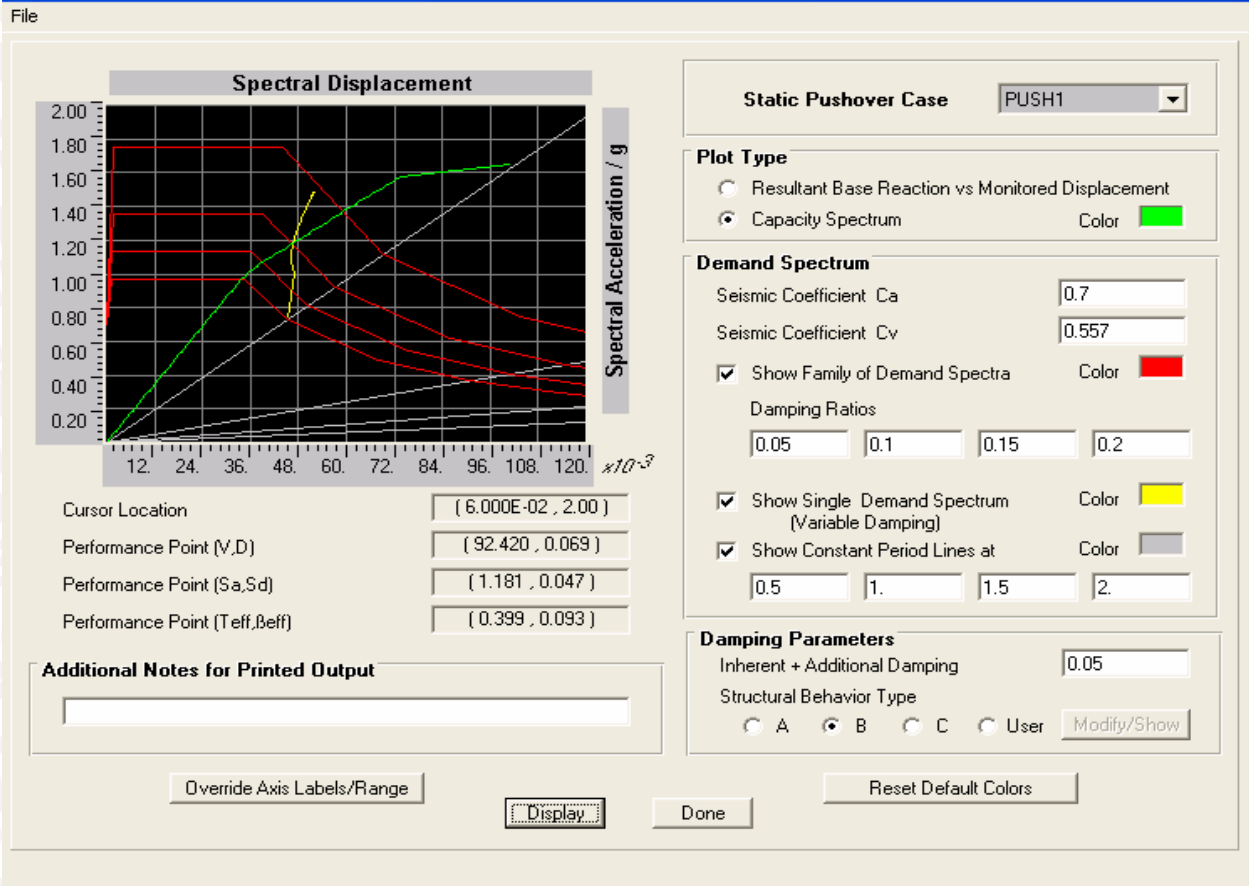 File
Spectral Displacement
2.00
1.80
1.60
1.40
1.20
1.00
0.80
0.60
0.40
0.20
Spectral Acceleration / g
12. 24. 36. 48. 60. 72. 84. 96. 108. 120. x10-3
Cursor Location ( 6.000E-02 , 2.00 )
Performance Point (V,D) ( 92.420 , 0.069 )
Performance Point (Sa,Sd) ( 1.181 , 0.047 )
Performance Point (Teff,ßeff) ( 0.399 , 0.093 )
Additional Notes for Printed Output
Override Axis Labels/Range
Static Pushover Case PUSH1
Plot Type
Resultant Base Reaction vs Monitored Displacement
Capacity Spectrum Color
Demand Spectrum
Seismic Coefficient Ca 0.7
Seismic Coefficient Cv 0.557
Show Family of Demand Spectra Color
Damping Ratios
0.05 0.1 0.15 0.2
Show Single Demand Spectrum Color
(Variable Damping)
Show Constant Period Lines at Color
0.5 1. 1.5 2.
Damping Parameters
Inherent + Additional Damping 0.05
Structural Behavior Type
A B C User Modify/Show
Reset Default Colors
Display Done